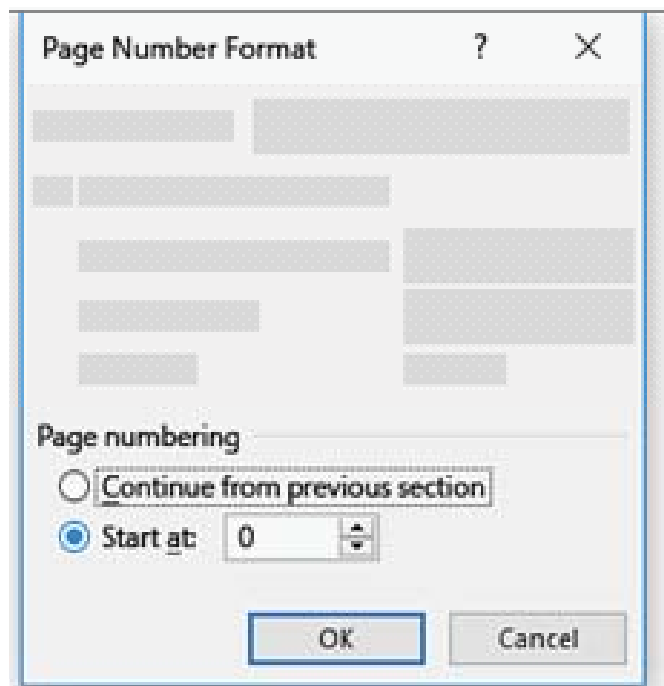 Page Number Format ?
Page numbering
Continue from previous section
Start at: 0
OK Cancel